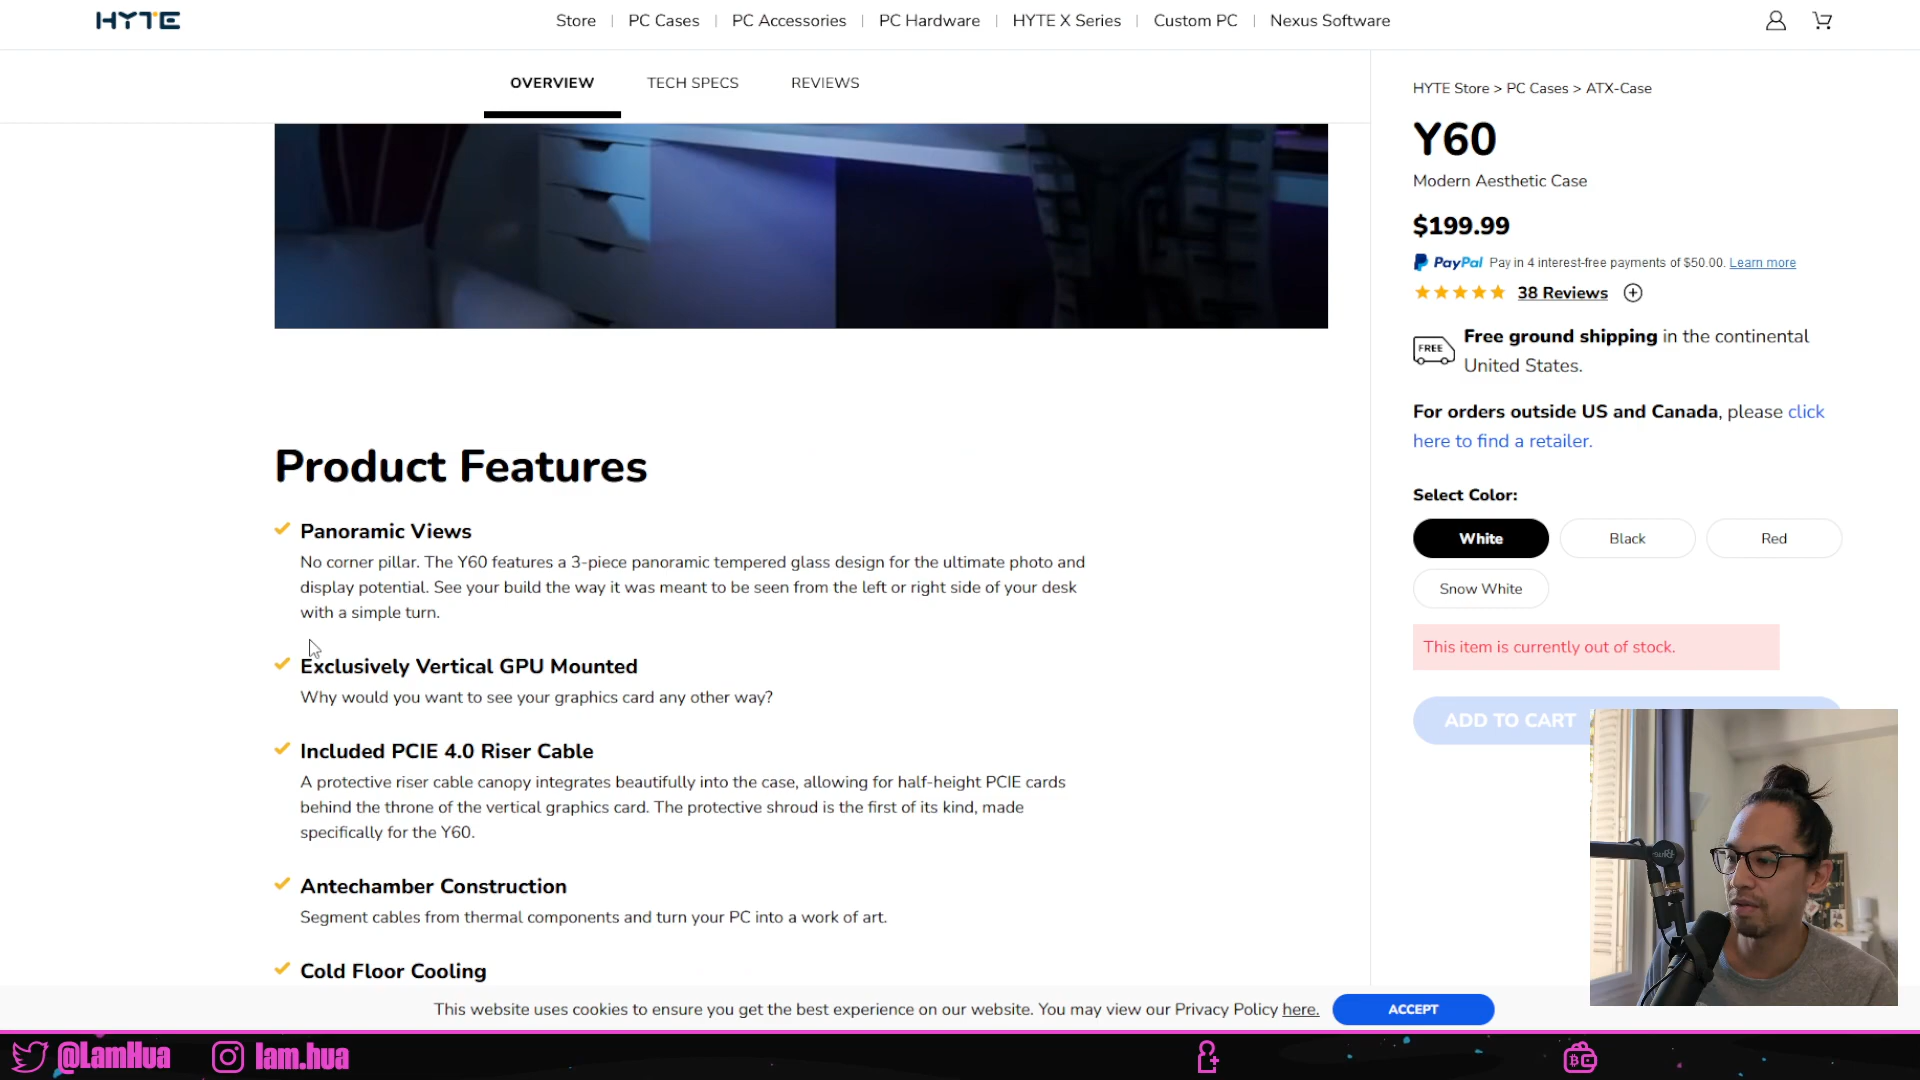 HYTE
Store
PC Cases
PC Accessories
PC Hardware
HYTE X Series
Custom PC
Nexus Software
OVERVIEW
TECH SPECS
REVIEWS
HYTE Store > PC Cases > ATX-Case
Y60
Modern Aesthetic Case
$199.99
PayPal Pay in 4 interest-free payments of $50.00. Learn more
38 Reviews
FREE
Free ground shipping in the continental
United States.
For orders outside US and Canada, please click
here to find a retailer.
Select Color:
White
Black
Red
Snow White
This item is currently out of stock.
ADD TO CART
Product Features
Panoramic Views
No corner pillar. The Y60 features a 3-piece panoramic tempered glass design for the ultimate photo and
display potential. See your build the way it was meant to be seen from the left or right side of your desk
with a simple turn.
Exclusively Vertical GPU Mounted
Why would you want to see your graphics card any other way?
Included PCIE 4.0 Riser Cable
A protective riser cable canopy integrates beautifully into the case, allowing for half-height PCIE cards
behind the throne of the vertical graphics card. The protective shroud is the first of its kind, made
specifically for the Y60.
Antechamber Construction
Segment cables from thermal components and turn your PC into a work of art.
Cold Floor Cooling
This website uses cookies to ensure you get the best experience on our website. You may view our Privacy Policy here.
ACCEPT
@LamHua
lam.hua